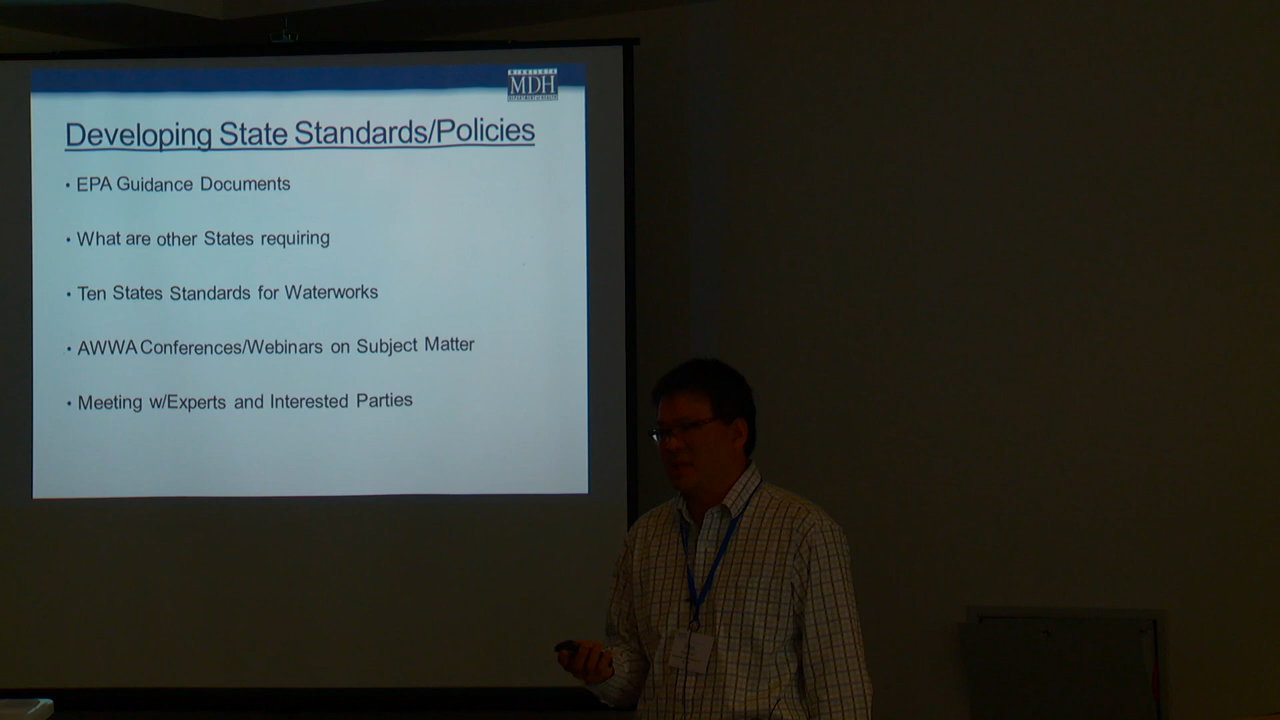 MINNESOTA
MDH
Developing State Standards/Policies
• EPA Guidance Documents
• What are other States requiring
• Ten States Standards for Waterworks
• AWWA Conferences/Webinars on Subject Matter
• Meeting w/Experts and Interested Parties